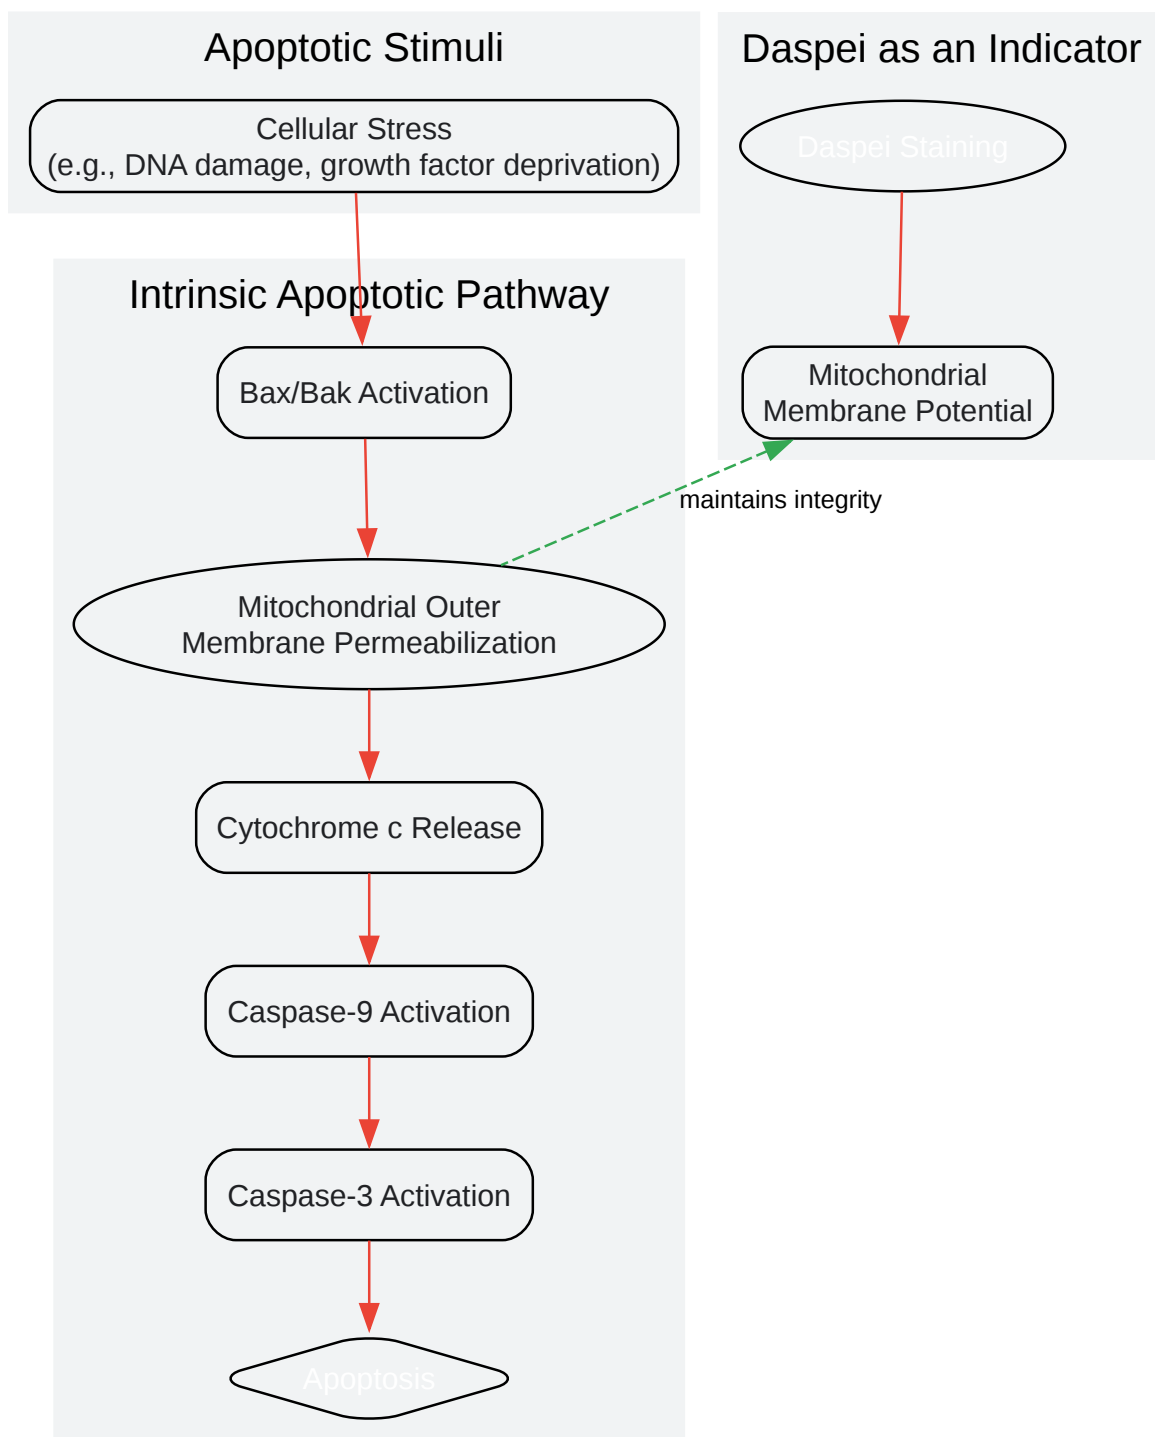 Apoptotic Stimuli
Cellular Stress
(e.g., DNA damage, growth factor deprivation)
Daspei as an Indicator
Daspei Staining
Mitochondrial
Membrane Potential
maintains integrity
Intrinsic Apoptotic Pathway
Bax/Bak Activation
Mitochondrial Outer
Membrane Permeabilization
Cytochrome c Release
Caspase-9 Activation
Caspase-3 Activation
Apoptosis